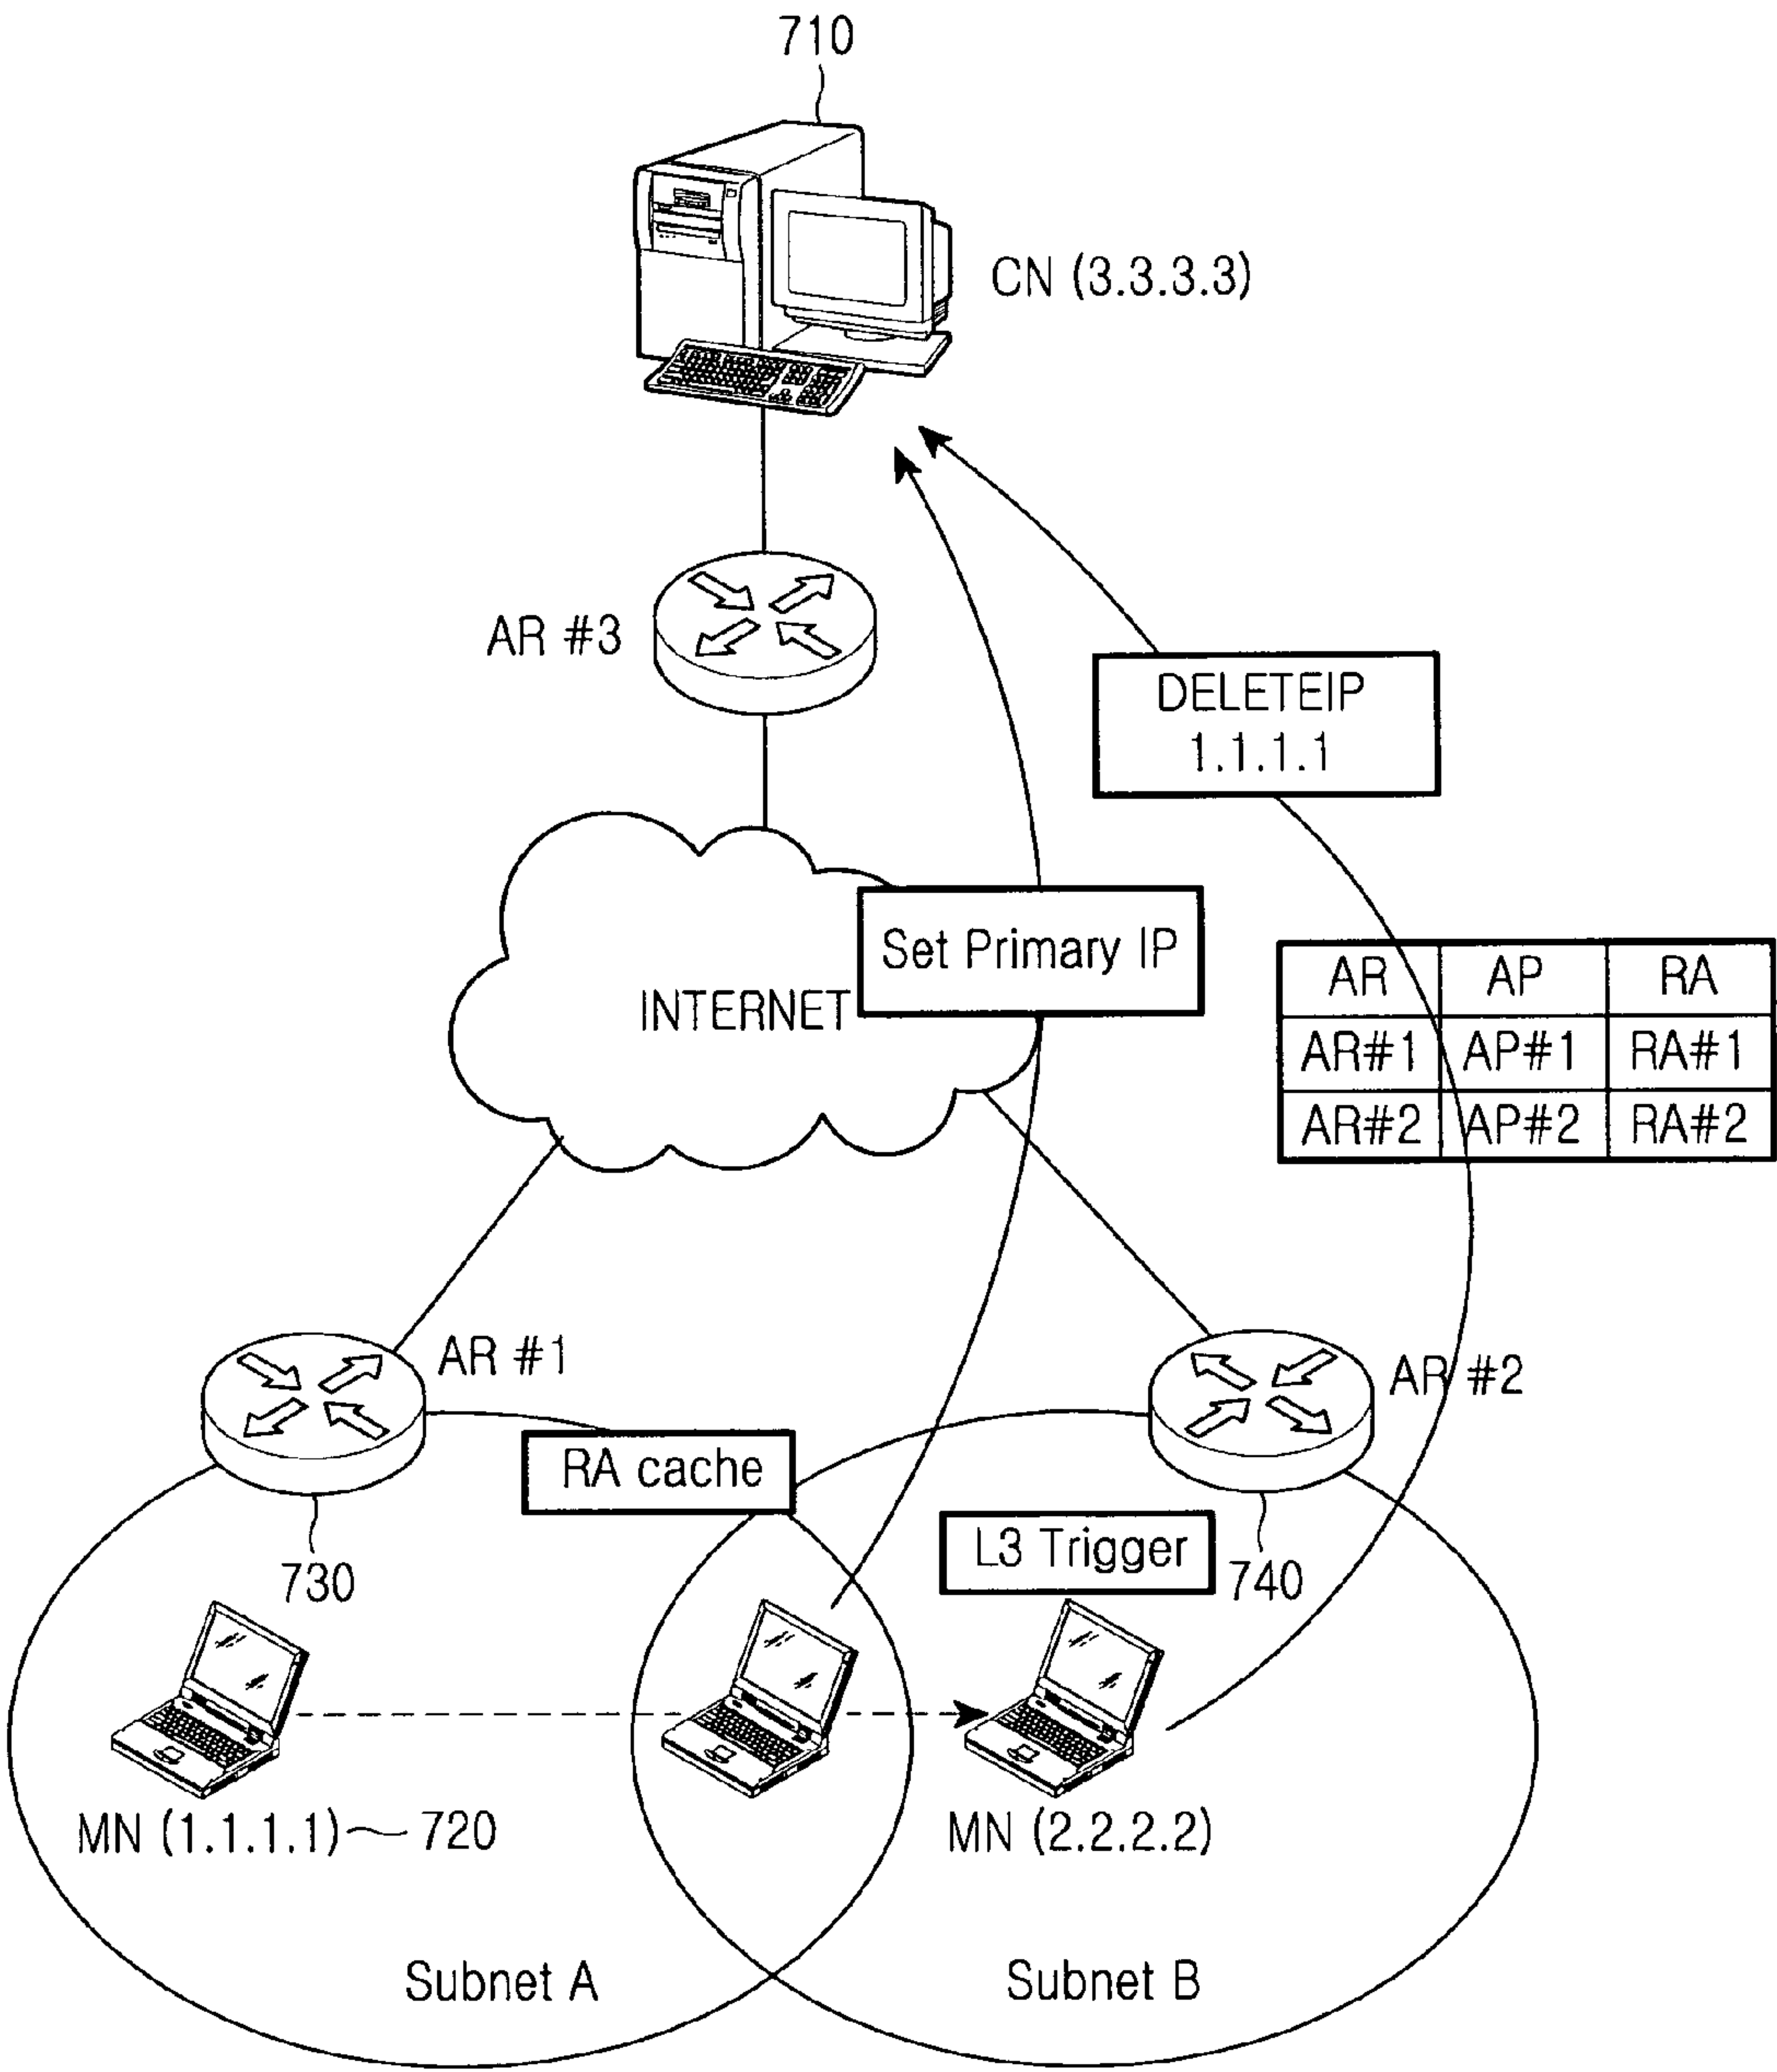 710
CN (3.3.3.3)
AR #3
DELETEIP
1.1.1.1
Set Primary IP
INTERNET
AR AP RA
AR#1 AP#1 RA#1
AR#2 AP#2 RA#2
AR #1
AR #2
RA cache
L3 Trigger
730
740
MN (1.1.1.1) 720
MN (2.2.2.2)
Subnet A
Subnet B